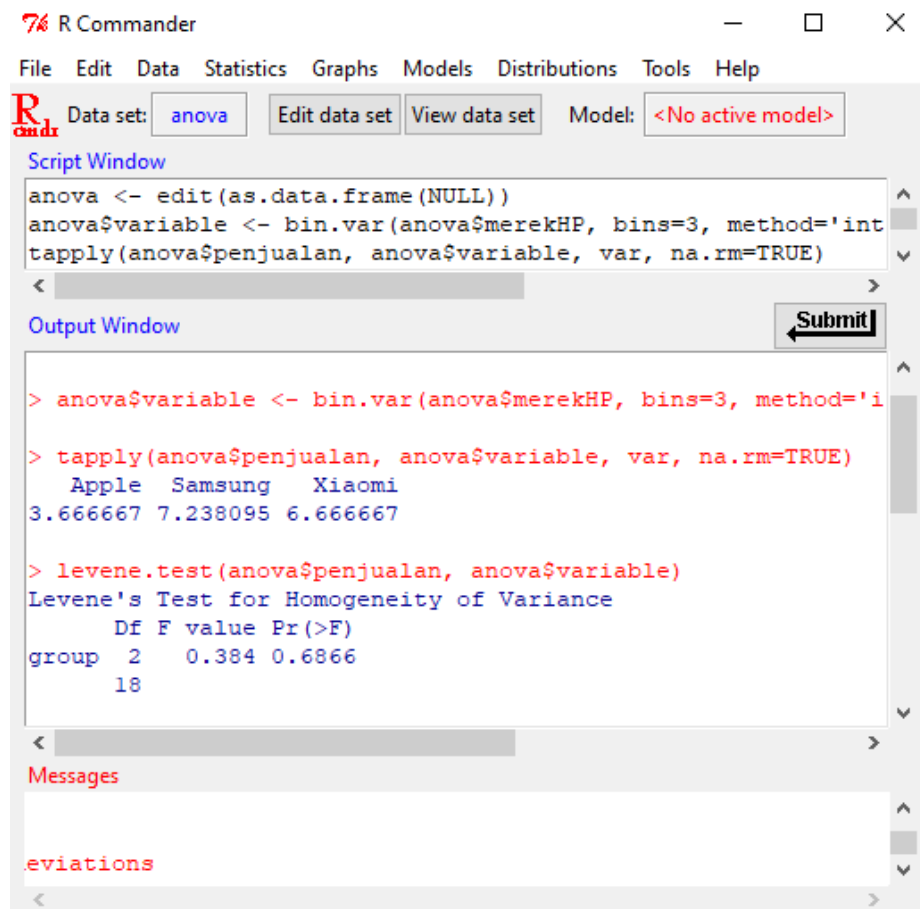 R Commander
File Edit Data Statistics Graphs Models Distributions Tools Help
R cmdr Data set: anova Edit data set View data set Model: <No active model>
Script Window
anova <- edit(as.data.frame(NULL))
anova$variable <- bin.var(anova$merekHP, bins=3, method='int
tapply(anova$penjualan, anova$variable, var, na.rm=TRUE)
Output Window
Submit
> anova$variable <- bin.var(anova$merekHP, bins=3, method='i
> tapply(anova$penjualan, anova$variable, var, na.rm=TRUE)
Apple Samsung Xiaomi
3.666667 7.238095 6.666667
> levene.test(anova$penjualan, anova$variable)
Levene's Test for Homogeneity of Variance
Df F value Pr(>F)
group 2 0.384 0.6866
18
Messages
eviations